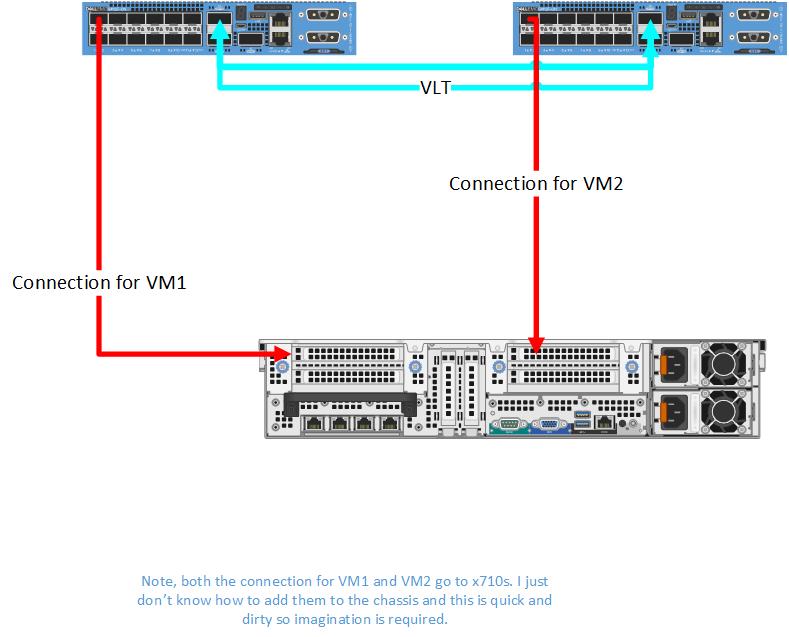 VLT
Connection for VM2
Connection for VM1
Note, both the connection for VM1 and VM2 go to x710s. I just
don’t know how to add them to the chassis and this is quick and
dirty so imagination is required.